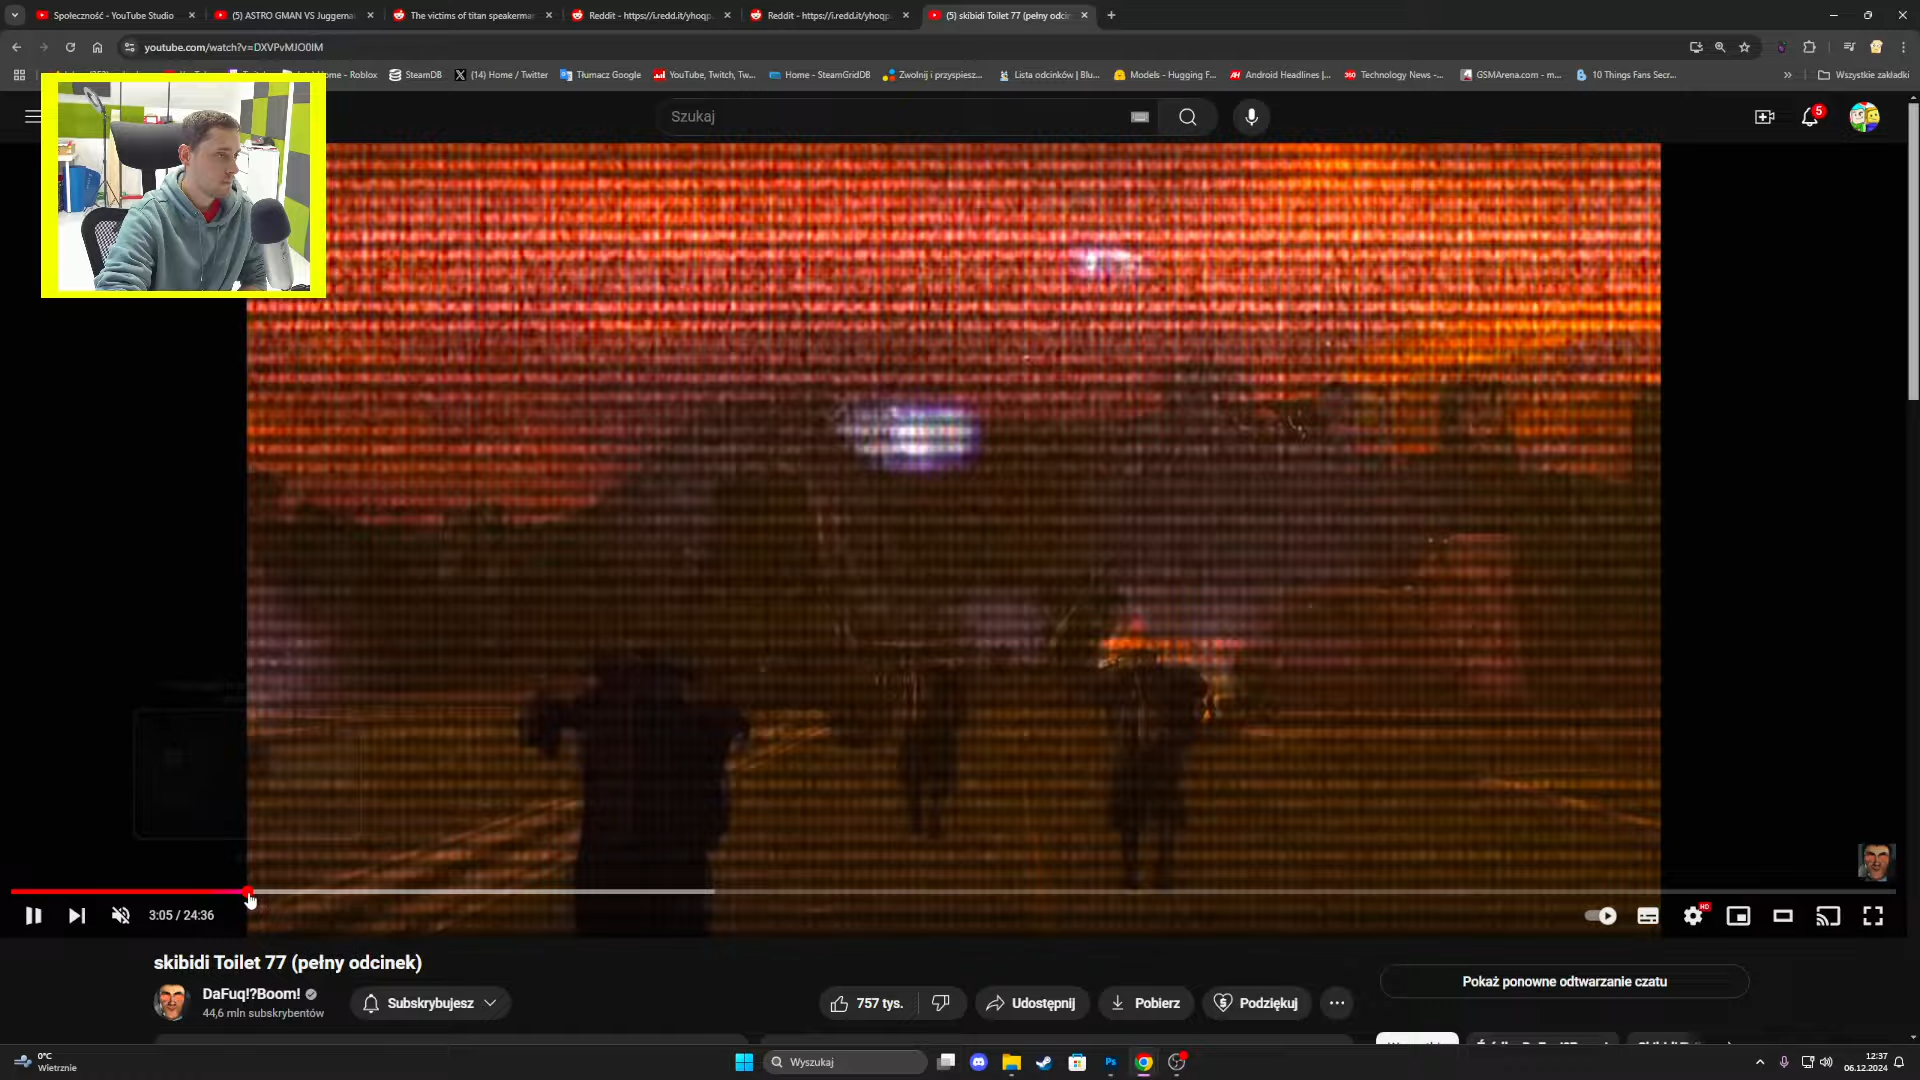 Społeczność - YouTube Studio
(5) ASTRO GMAN VS Juggerna
The victims of titan speakerma
Reddit - https://i.redd.it/yhoqp
Reddit - https://i.redd.it/yhoqp
(5) skibidi Toilet 77 (pełny odci
youtube.com/watch?v=DXVPvMJO0lM
Home - Roblox
SteamDB
(14) Home / Twitter
Tłumacz Google
YouTube, Twitch, Tw...
Home - SteamGridDB
Zwolnij i przyspiesz...
Lista odcinków | Blu...
Models - Hugging F...
Android Headlines |...
Technology News -...
GSMArena.com - m...
10 Things Fans Secr...
Wszystkie zakładki
Szukaj
5
3:05 / 24:36
HD
skibidi Toilet 77 (pełny odcinek)
DaFuq!?Boom!
44,6 mln subskrybentów
Subskrybujesz
757 tys.
Udostępnij
Pobierz
Podziękuj
Pokaż ponowne odtwarzanie czatu
0°C
Wietrznie
Wyszukaj
Ps
12:37
06.12.2024